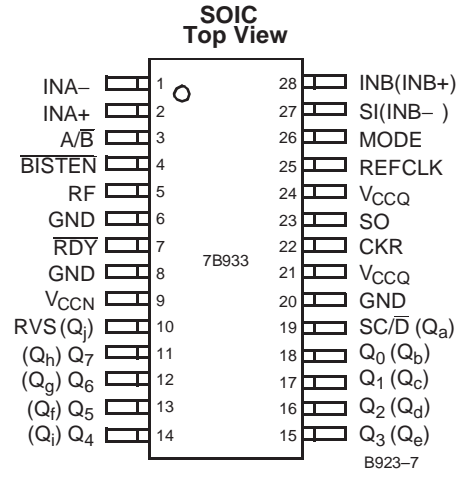 SOIC
Top View
INA– 1 28 INB(INB+)
INA+ 2 27 SI(INB– )
A/B̅ 3 26 MODE
B̅I̅S̅T̅E̅N̅ 4 25 REFCLK
RF 5 24 VCCQ
GND 6 23 SO
R̅D̅Y̅ 7 22 CKR
7B933
GND 8 21 VCCQ
VCCN 9 20 GND
RVS (Qj) 10 19 SC/D̅ (Qa)
(Qh) Q7 11 18 Q0 (Qb)
(Qg) Q6 12 17 Q1 (Qc)
(Qf) Q5 13 16 Q2 (Qd)
(Qi) Q4 14 15 Q3 (Qe)
B923–7